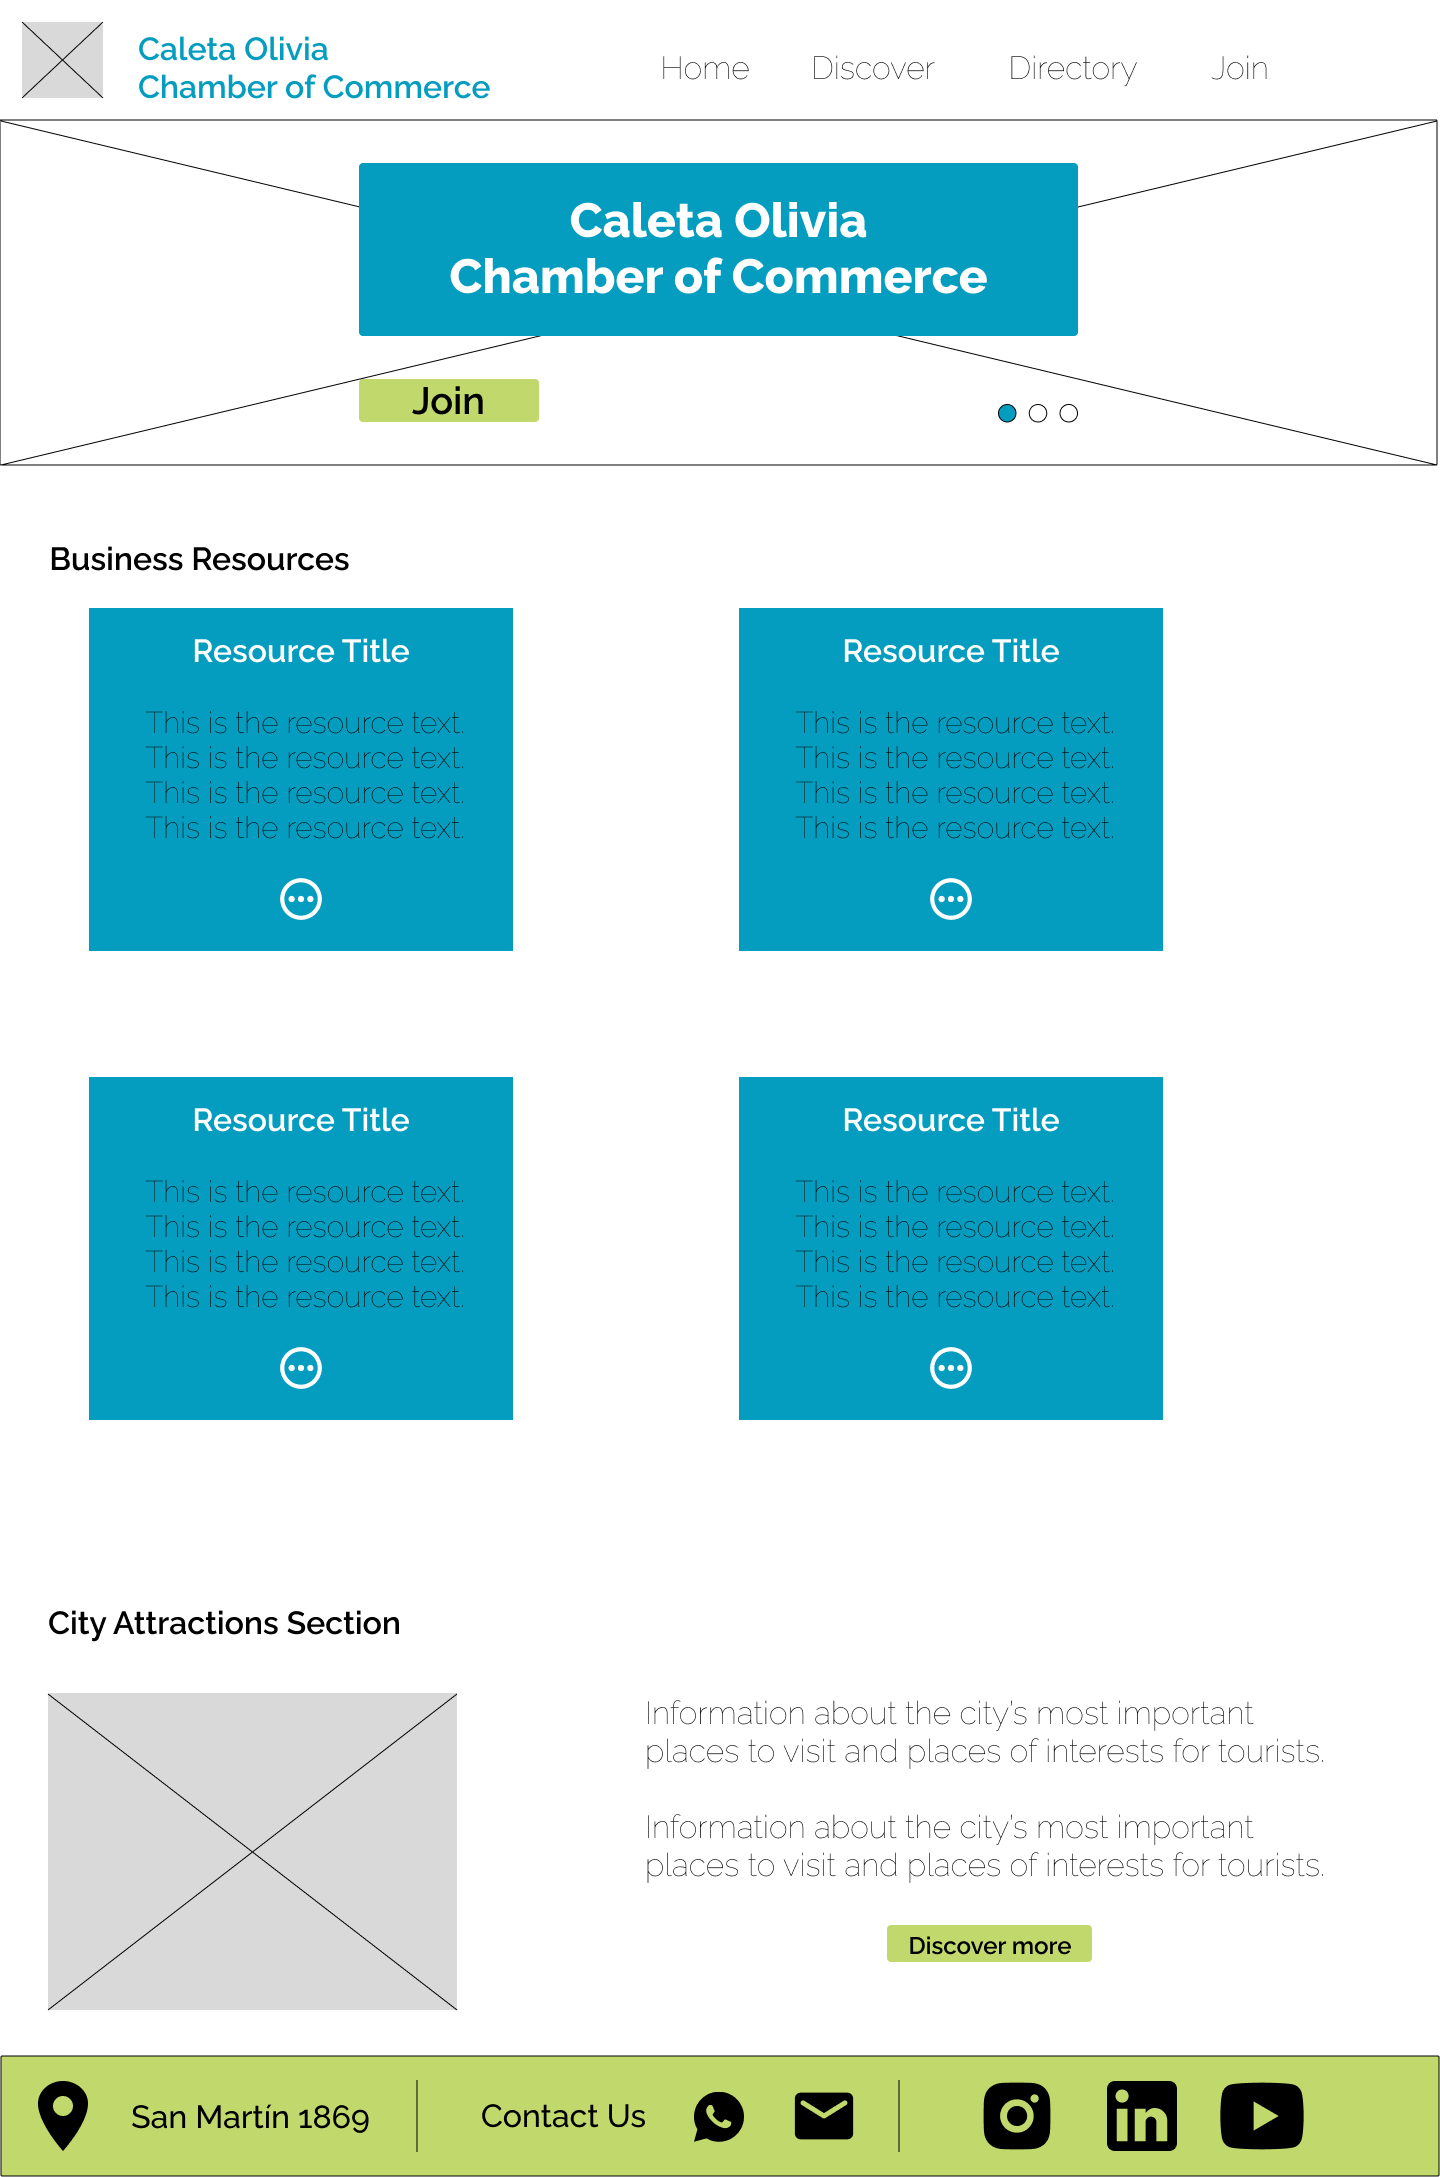 Caleta Olivia
Chamber of Commerce
Home Discover Directory Join
Caleta Olivia
Chamber of Commerce
Join
Business Resources
Resource Title
This is the resource text.
This is the resource text.
This is the resource text.
This is the resource text.
Resource Title
This is the resource text.
This is the resource text.
This is the resource text.
This is the resource text.
Resource Title
This is the resource text.
This is the resource text.
This is the resource text.
This is the resource text.
Resource Title
This is the resource text.
This is the resource text.
This is the resource text.
This is the resource text.
City Attractions Section
Information about the city's most important
places to visit and places of interests for tourists.
Information about the city's most important
places to visit and places of interests for tourists.
Discover more
San Martín 1869
Contact Us
in